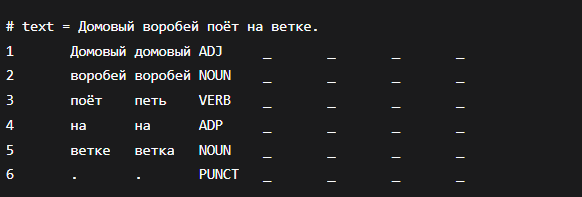 # text = Домовый воробей поёт на ветке.
1 Домовый домовый ADJ _ _ _ _
2 воробей воробей NOUN _ _ _ _
3 поёт петь VERB _ _ _ _
4 на на ADP _ _ _ _
5 ветке ветка NOUN _ _ _ _
6 . . PUNCT _ _ _ _